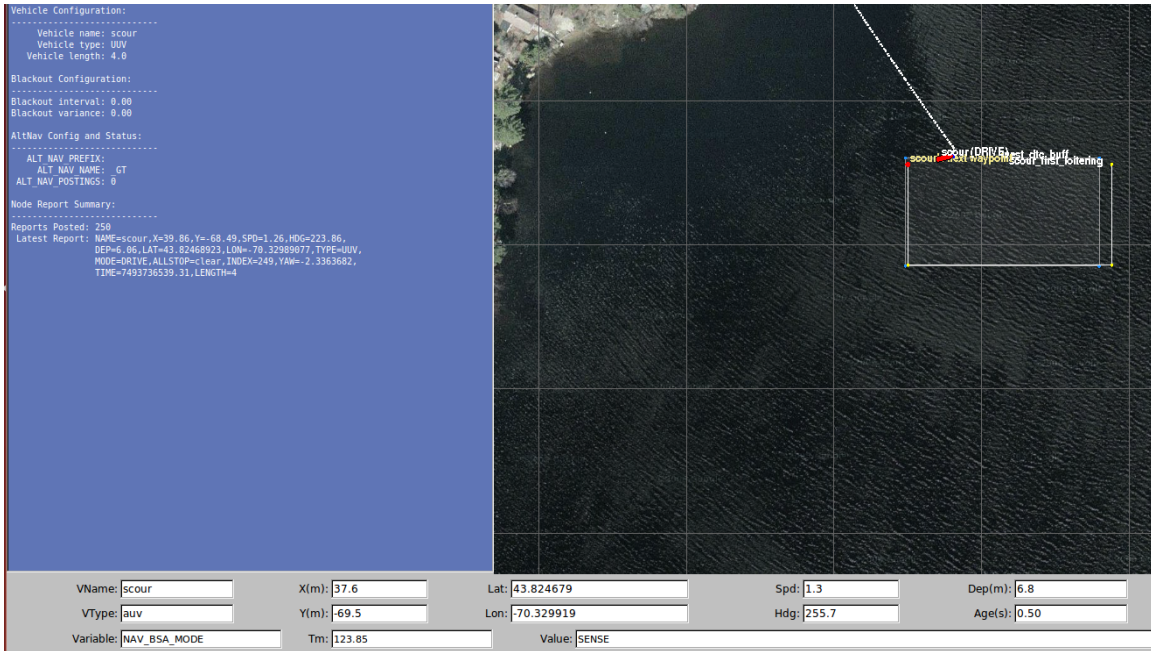 Vehicle Configuration:
----------------------------
Vehicle name: scour
Vehicle type: UUV
Vehicle length: 4.0
Blackout Configuration:
----------------------------
Blackout interval: 0.00
Blackout variance: 0.00
AltNav Config and Status:
----------------------------
ALT_NAV_PREFIX:
ALT_NAV_NAME: _GT
ALT_NAV_POSTINGS: 0
Node Report Summary:
----------------------------
Reports Posted: 250
Latest Report: NAME=scour,X=39.86,Y=-68.49,SPD=1.26,HDG=223.86,
DEP=6.06,LAT=43.82468923,LON=-70.32989077,TYPE=UUV,
MODE=DRIVE,ALLSTOP=clear,INDEX=249,YAW=-2.3363682,
TIME=7493736539.31,LENGTH=4
scour (DRIVE)
scour_first_loitering
VName: scour X(m): 37.6 Lat: 43.824679 Spd: 1.3 Dep(m): 6.8
VType: auv Y(m): -69.5 Lon: -70.329919 Hdg: 255.7 Age(s): 0.50
Variable: NAV_BSA_MODE Tm: 123.85 Value: SENSE